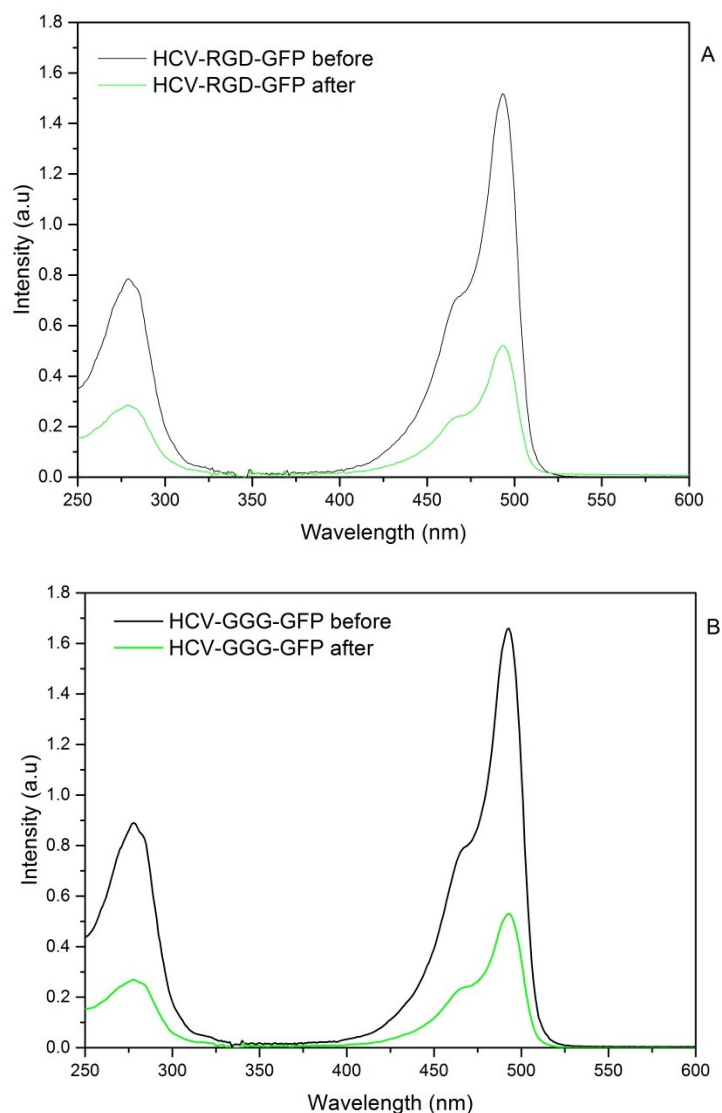 A
HCV-RGD-GFP before
HCV-RGD-GFP after
Intensity (a.u)
1.8
1.6
1.4
1.2
1.0
0.8
0.6
0.4
0.2
0.0
250 300 350 400 450 500 550 600
Wavelength (nm)
B
HCV-GGG-GFP before
HCV-GGG-GFP after
Intensity (a.u)
1.8
1.6
1.4
1.2
1.0
0.8
0.6
0.4
0.2
0.0
250 300 350 400 450 500 550 600
Wavelength (nm)